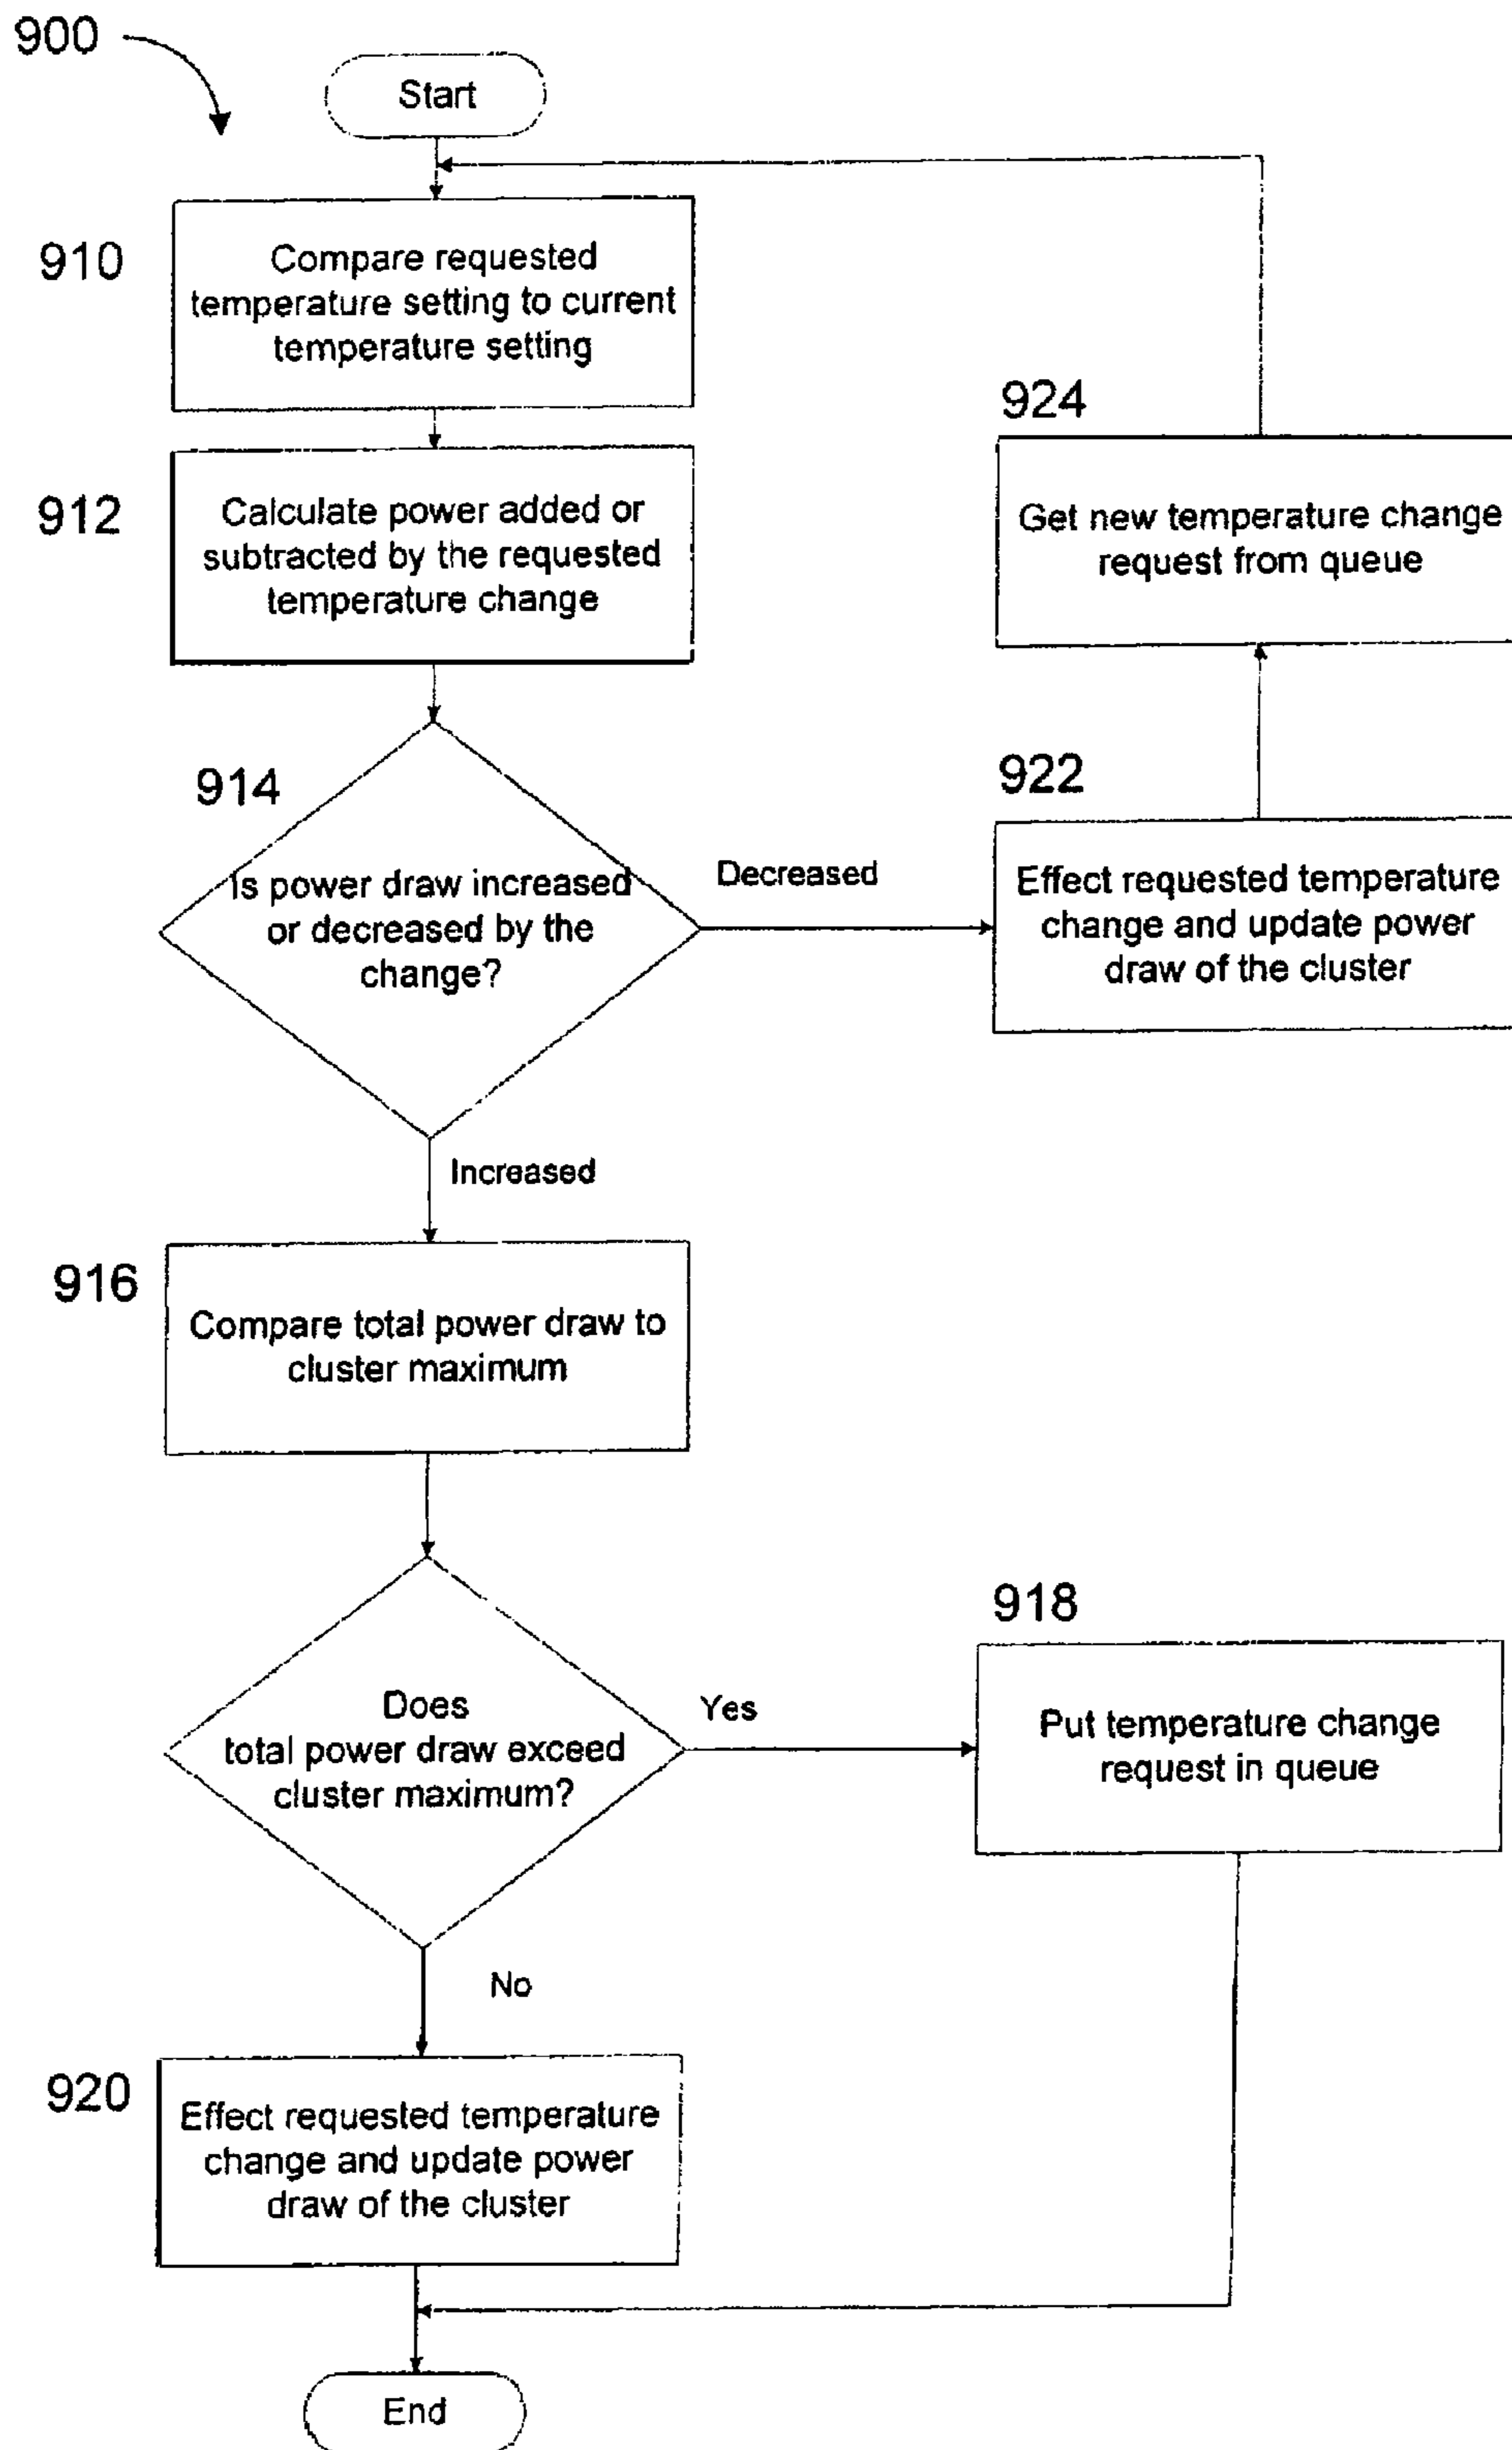 900
Start
910
Compare requested
temperature setting to current
temperature setting
912
Calculate power added or
subtracted by the requested
temperature change
924
Get new temperature change
request from queue
914
Is power draw increased
or decreased by the
change?
Decreased
922
Effect requested temperature
change and update power
draw of the cluster
Increased
916
Compare total power draw to
cluster maximum
Does
total power draw exceed
cluster maximum?
Yes
918
Put temperature change
request in queue
No
920
Effect requested temperature
change and update power
draw of the cluster
End